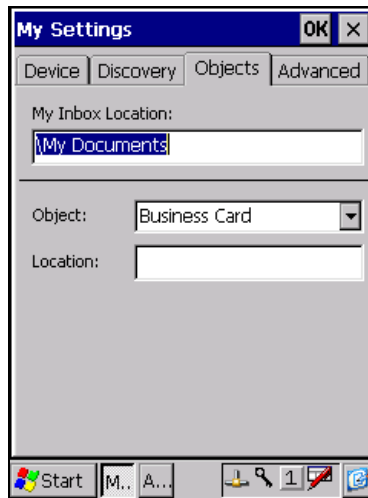 My Settings OK ×
Device Discovery Objects Advanced
My Inbox Location:
\My Documents
Object: Business Card
Location:
Start M.. A... 1